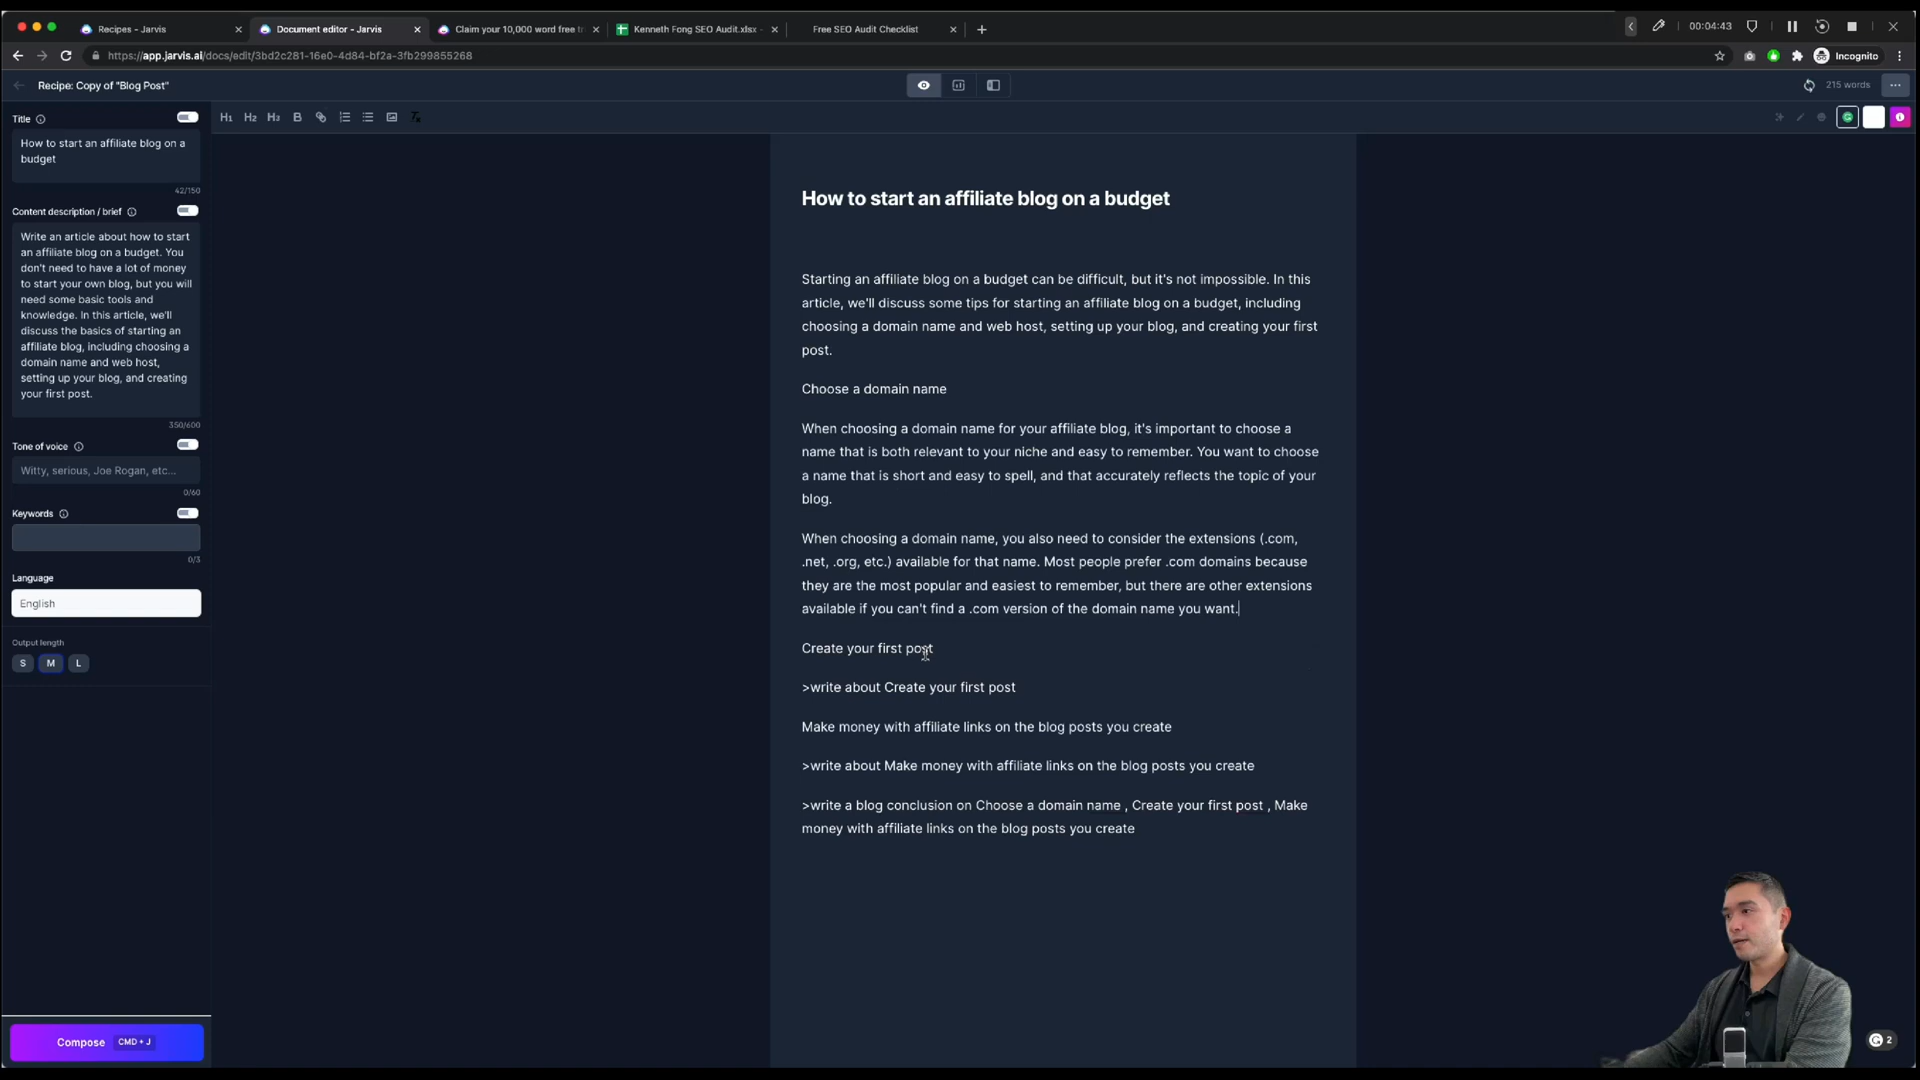 Recipes - Jarvis
Document editor - Jarvis
Claim your 10,000 word free tr
Kenneth Fong SEO Audit.xlsx -
Free SEO Audit Checklist
00:04:43
https://app.jarvis.ai/docs/edit/3bd2c281-16e0-4d84-bf2a-3fb299855268
Incognito
Recipe: Copy of "Blog Post"
215 words
Title
H1 H2 H3 B
How to start an affiliate blog on a
budget
42/150
Content description / brief
Write an article about how to start
an affiliate blog on a budget. You
don't need to have a lot of money
to start your own blog, but you will
need some basic tools and
knowledge. In this article, we'll
discuss the basics of starting an
affiliate blog, including choosing a
domain name and web host,
setting up your blog, and creating
your first post.
350/600
Tone of voice
Witty, serious, Joe Rogan, etc...
0/60
Keywords
0/3
Language
English
Output length
S M L
Compose CMD + J
How to start an affiliate blog on a budget
Starting an affiliate blog on a budget can be difficult, but it's not impossible. In this
article, we'll discuss some tips for starting an affiliate blog on a budget, including
choosing a domain name and web host, setting up your blog, and creating your first
post.
Choose a domain name
When choosing a domain name for your affiliate blog, it's important to choose a
name that is both relevant to your niche and easy to remember. You want to choose
a name that is short and easy to spell, and that accurately reflects the topic of your
blog.
When choosing a domain name, you also need to consider the extensions (.com,
.net, .org, etc.) available for that name. Most people prefer .com domains because
they are the most popular and easiest to remember, but there are other extensions
available if you can't find a .com version of the domain name you want.
Create your first post
>write about Create your first post
Make money with affiliate links on the blog posts you create
>write about Make money with affiliate links on the blog posts you create
>write a blog conclusion on Choose a domain name , Create your first post , Make
money with affiliate links on the blog posts you create
2